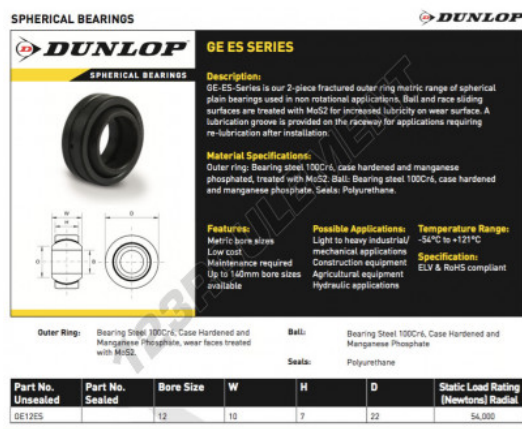 SPHERICAL BEARINGS
DUNLOP
DUNLOP
SPHERICAL BEARINGS
GE ES SERIES
Description:
GE-ES-Series is our 2-piece fractured outer ring metric range of spherical
plain bearings used in non rotational applications. Ball and race sliding
surfaces are treated with MoS2 for increased lubricity on wear surface. A
lubrication groove is provided on the raceway for applications requiring
re-lubrication after installation.
Material Specifications:
Outer ring: Bearing steel 100Cr6, case hardened and manganese
phosphated, treated with Mo52. Ball: Bearing steel 100Cr6, case hardened
and manganese phosphate. Seals: Polyurethane.
Features:
Metric bore sizes
Low cost
Maintenance required
Up to 140mm bore sizes
available
Possible Applications:
Light to heavy industrial/
mechanical applications
Construction equipment
Agricultural equipment
Hydraulic applications
Temperature Range:
-54°C to +121°C
Specification:
ELV & RoHS compliant
W
H
D
O
B
Outer Ring: Bearing Steel 100Cr6, Case Hardened and
Manganese Phosphate, wear faces treated
with Mo52.
Ball: Bearing Steel 100Cr6, Case Hardened and
Manganese Phosphate
Seals: Polyurethane
Part No. Unsealed Part No. Sealed Bore Size W H D Static Load Rating (Newtons) Radial
GE12ES 12 10 7 22 54,000
123ROULEMENT